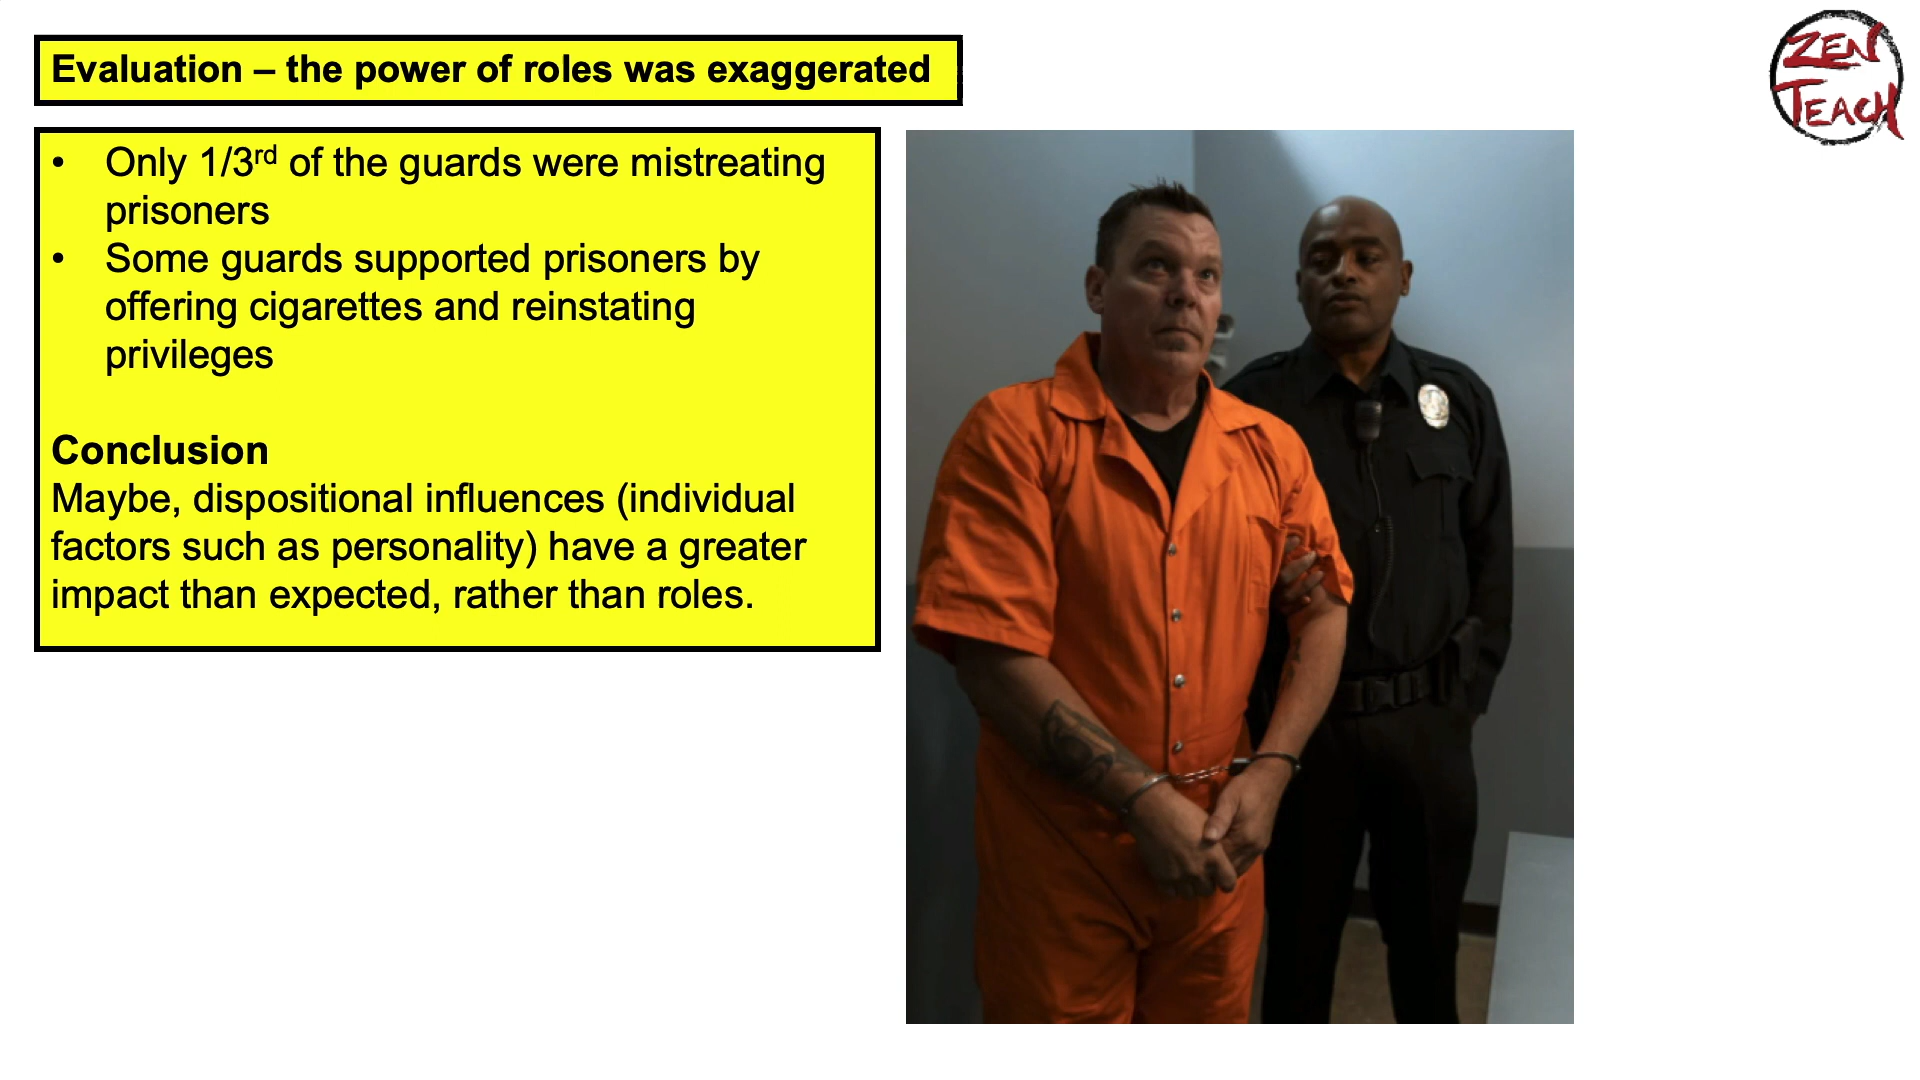 Evaluation – the power of roles was exaggerated
ZEN
TEACH
• Only 1/3rd of the guards were mistreating
prisoners
• Some guards supported prisoners by
offering cigarettes and reinstating
privileges
Conclusion
Maybe, dispositional influences (individual
factors such as personality) have a greater
impact than expected, rather than roles.